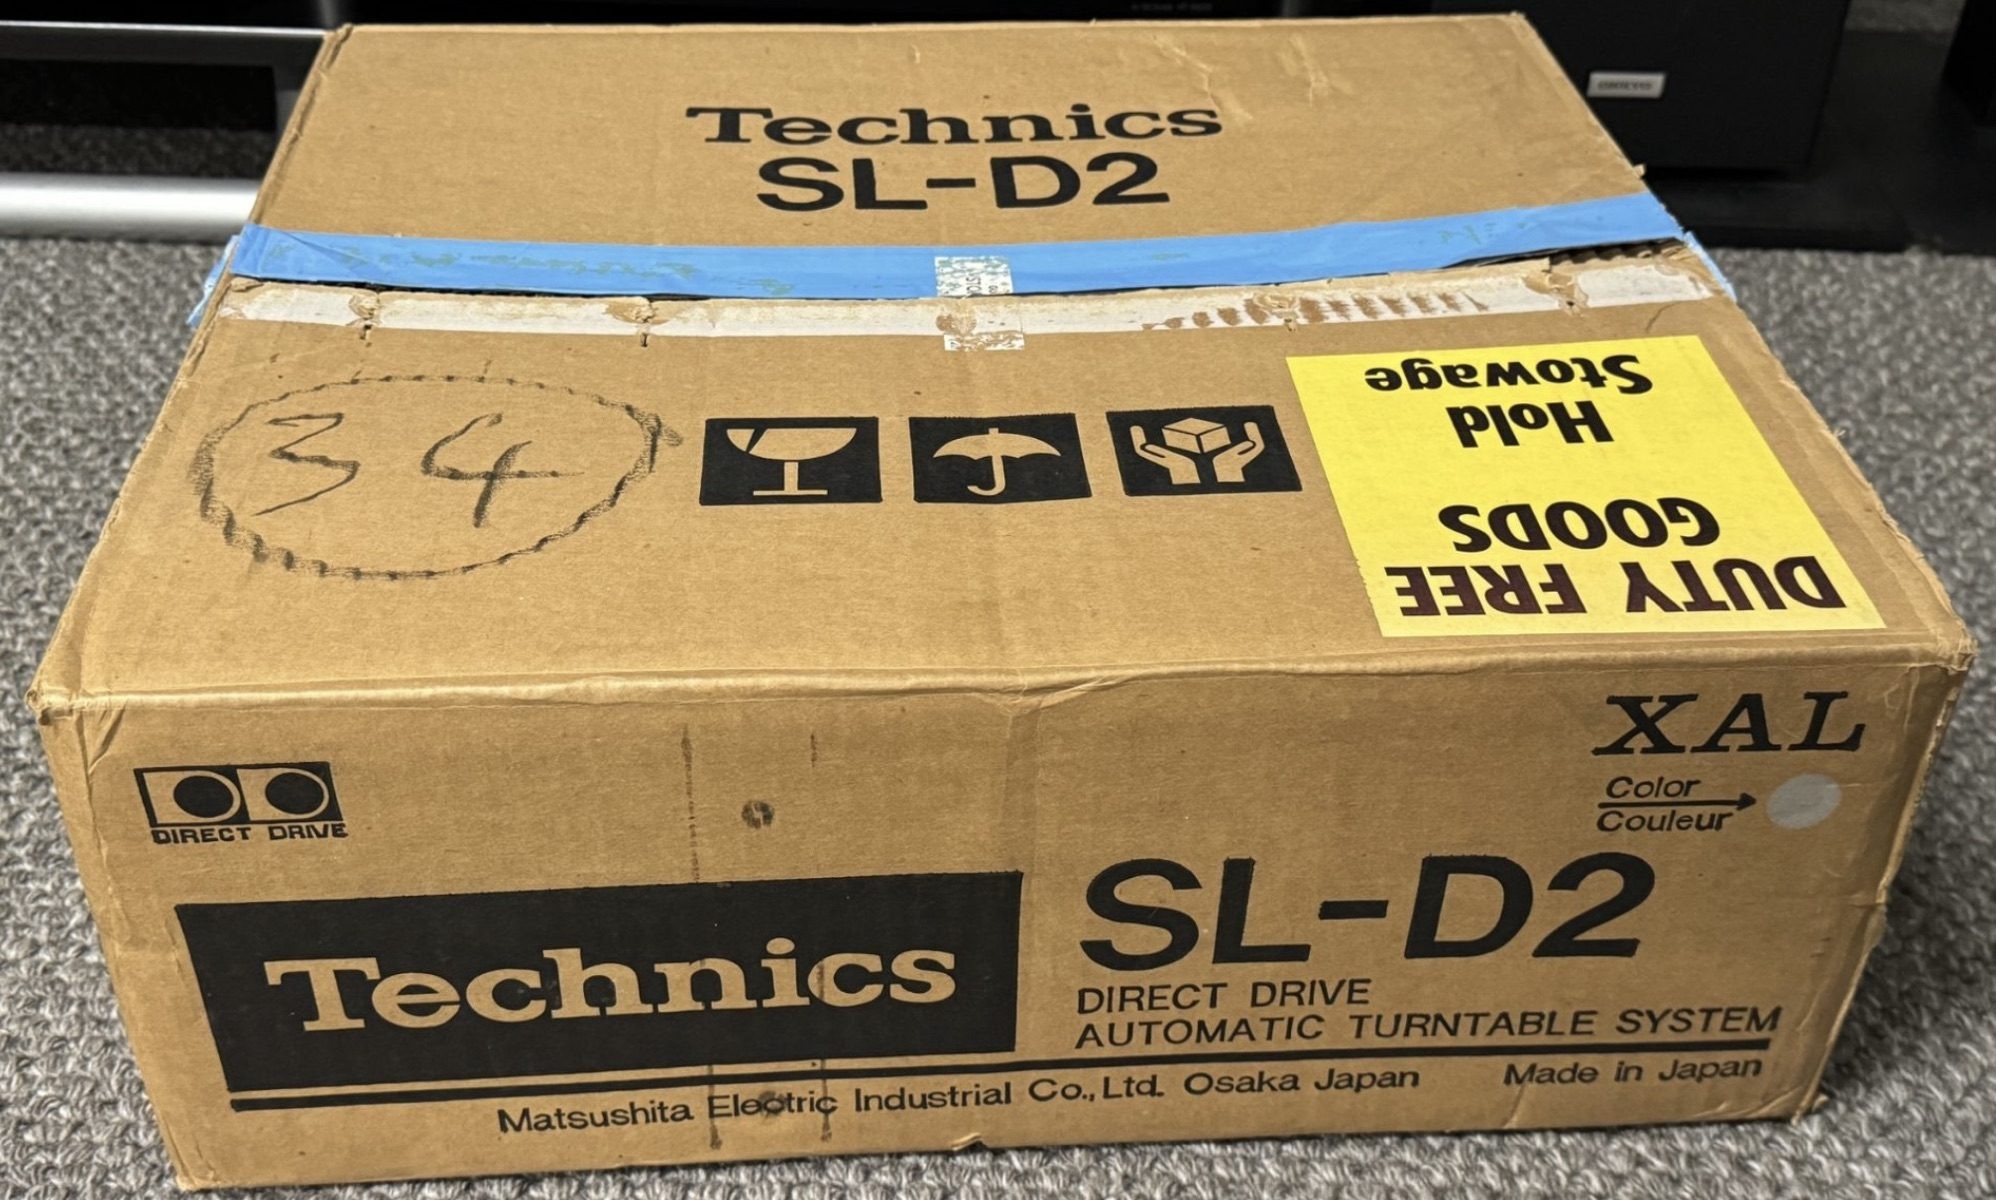 Technics
SL-D2
34
DUTY FREE
GOODS
Hold
Stowage
DIRECT DRIVE
XAL
Color
Couleur
Technics
SL-D2
DIRECT DRIVE
AUTOMATIC TURNTABLE SYSTEM
Matsushita Electric Industrial Co., Ltd. Osaka Japan
Made in Japan
ONKYO